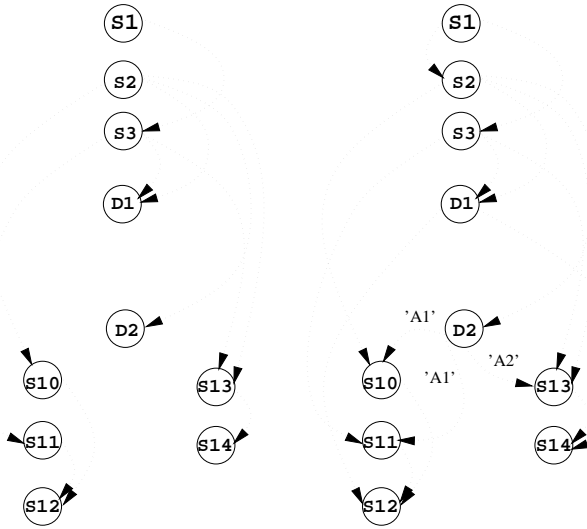 S1 S1
S2 S2
S3 S3
D1 D1
'A1'
D2 D2
'A2'
S10 S13 S10 'A1' S13
S11 S14 S11 S14
S12 S12